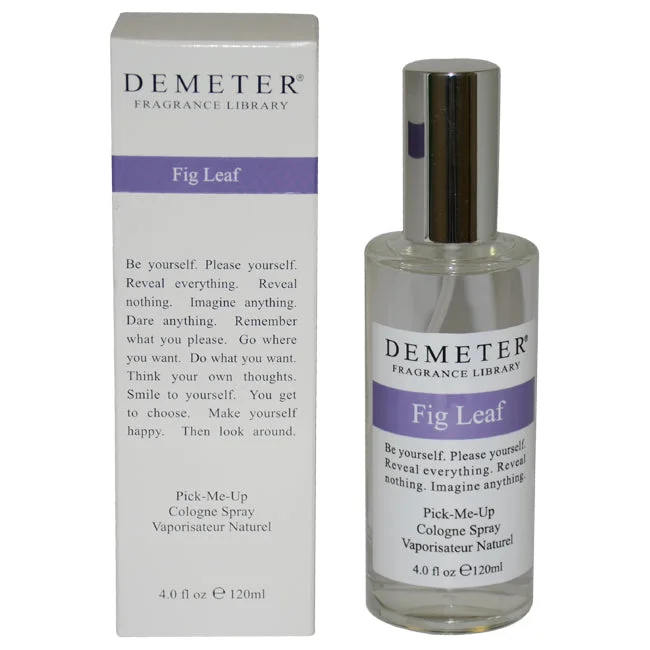 DEMETER®
FRAGRANCE LIBRARY
Fig Leaf
Be yourself. Please yourself.
Reveal everything. Reveal
nothing. Imagine anything.
Dare anything. Remember
what you please. Go where
you want. Do what you want.
Think your own thoughts.
Smile to yourself. You get
to choose. Make yourself
happy. Then look around.
Pick-Me-Up
Cologne Spray
Vaporisateur Naturel
4.0 fl oz ℮120ml
DEMETER®
FRAGRANCE LIBRARY
Fig Leaf
Be yourself. Please yourself.
Reveal everything. Reveal
nothing. Imagine anything.
Pick-Me-Up
Cologne Spray
Vaporisateur Naturel
4.0 fl oz ℮120ml